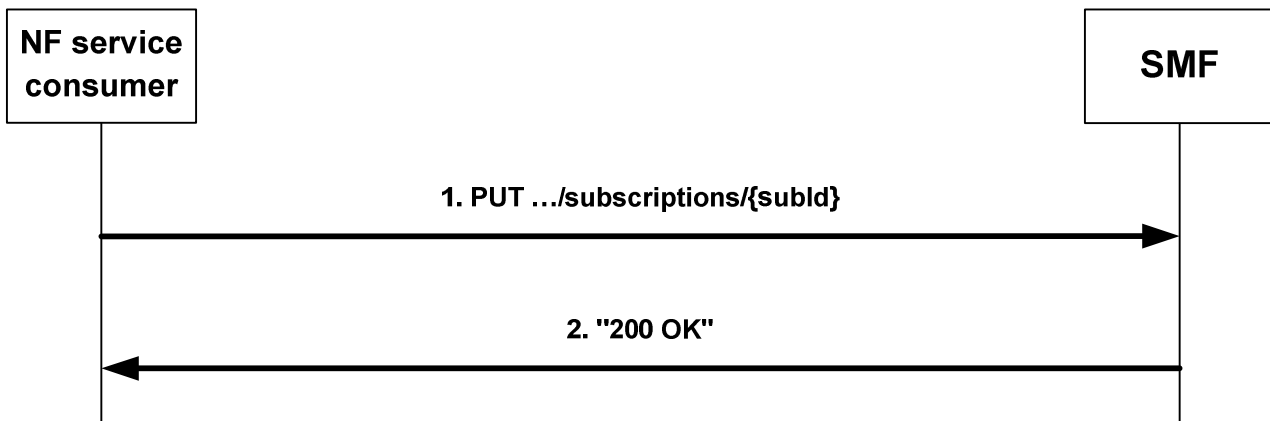 NF service
consumer
SMF
1. PUT …/subscriptions/{subId}
2. "200 OK"